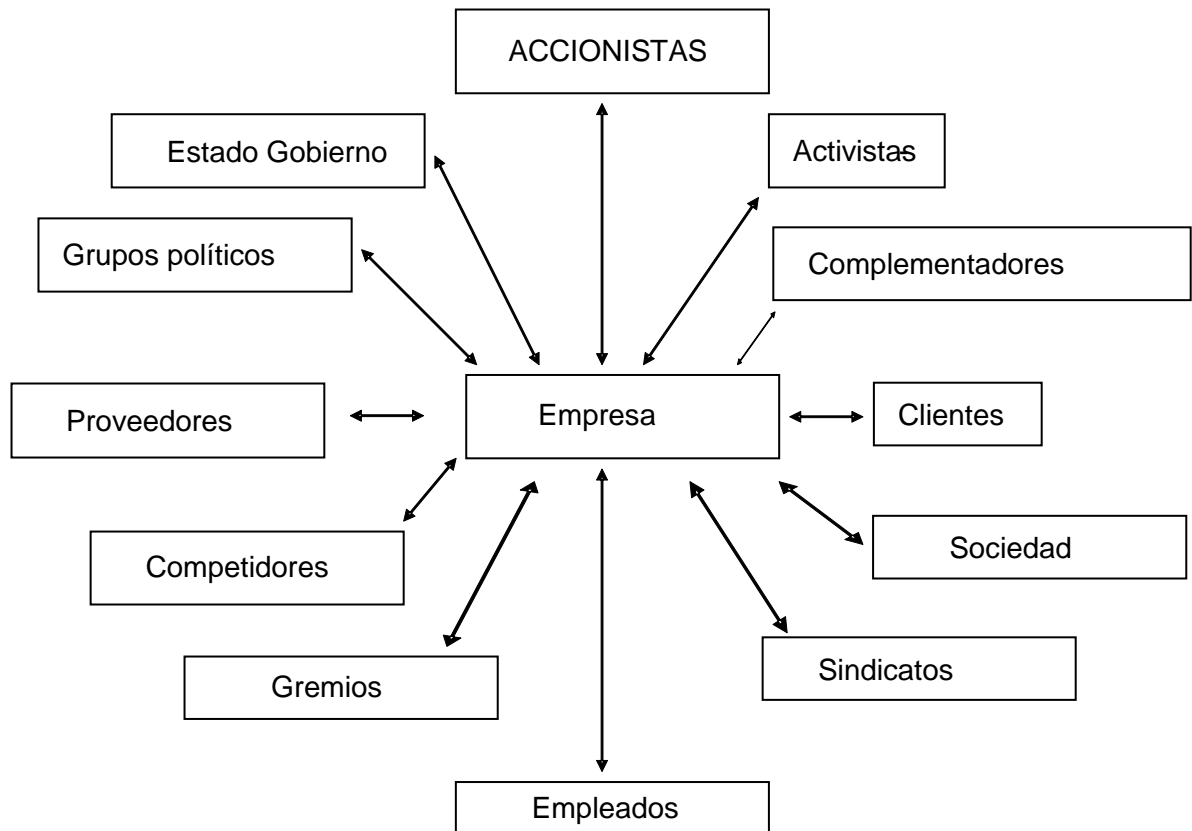 ACCIONISTAS
Estado Gobierno
Activistas
Grupos políticos
Complementadores
Proveedores
Empresa
Clientes
Competidores
Sociedad
Gremios
Sindicatos
Empleados